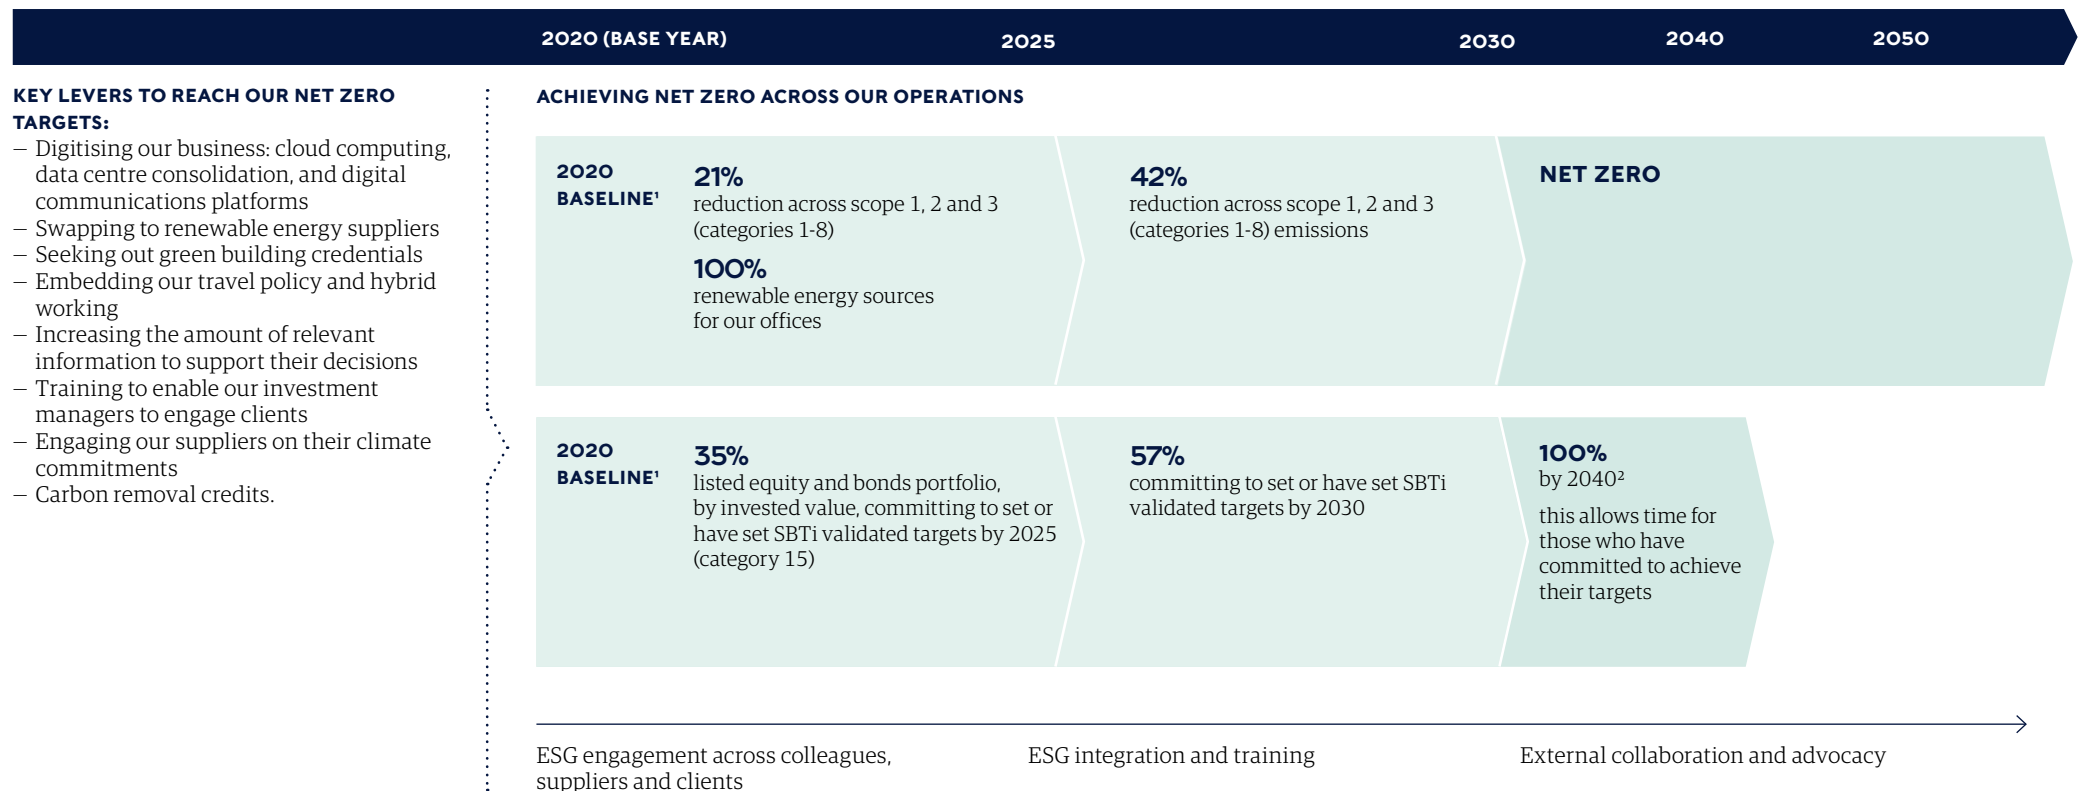 2020 (BASE YEAR)
2025
2030
2040
2050
KEY LEVERS TO REACH OUR NET ZERO
TARGETS:
– Digitising our business: cloud computing,
data centre consolidation, and digital
communications platforms
– Swapping to renewable energy suppliers
– Seeking out green building credentials
– Embedding our travel policy and hybrid
working
– Increasing the amount of relevant
information to support their decisions
– Training to enable our investment
managers to engage clients
– Engaging our suppliers on their climate
commitments
– Carbon removal credits.
ACHIEVING NET ZERO ACROSS OUR OPERATIONS
2020
BASELINE¹
21%
reduction across scope 1, 2 and 3
(categories 1-8)
100%
renewable energy sources
for our offices
42%
reduction across scope 1, 2 and 3
(categories 1-8) emissions
NET ZERO
2020
BASELINE¹
35%
listed equity and bonds portfolio,
by invested value, committing to set or
have set SBTi validated targets by 2025
(category 15)
57%
committing to set or have set SBTi
validated targets by 2030
100%
by 2040²
this allows time for
those who have
committed to achieve
their targets
ESG engagement across colleagues,
suppliers and clients
ESG integration and training
External collaboration and advocacy